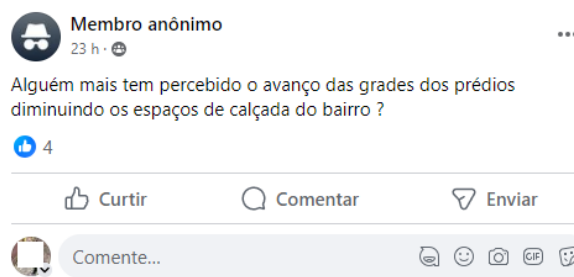 Membro anônimo
23 h ·
Alguém mais tem percebido o avanço das grades dos prédios
diminuindo os espaços de calçada do bairro ?
4
Curtir Comentar Enviar
Comente... GIF